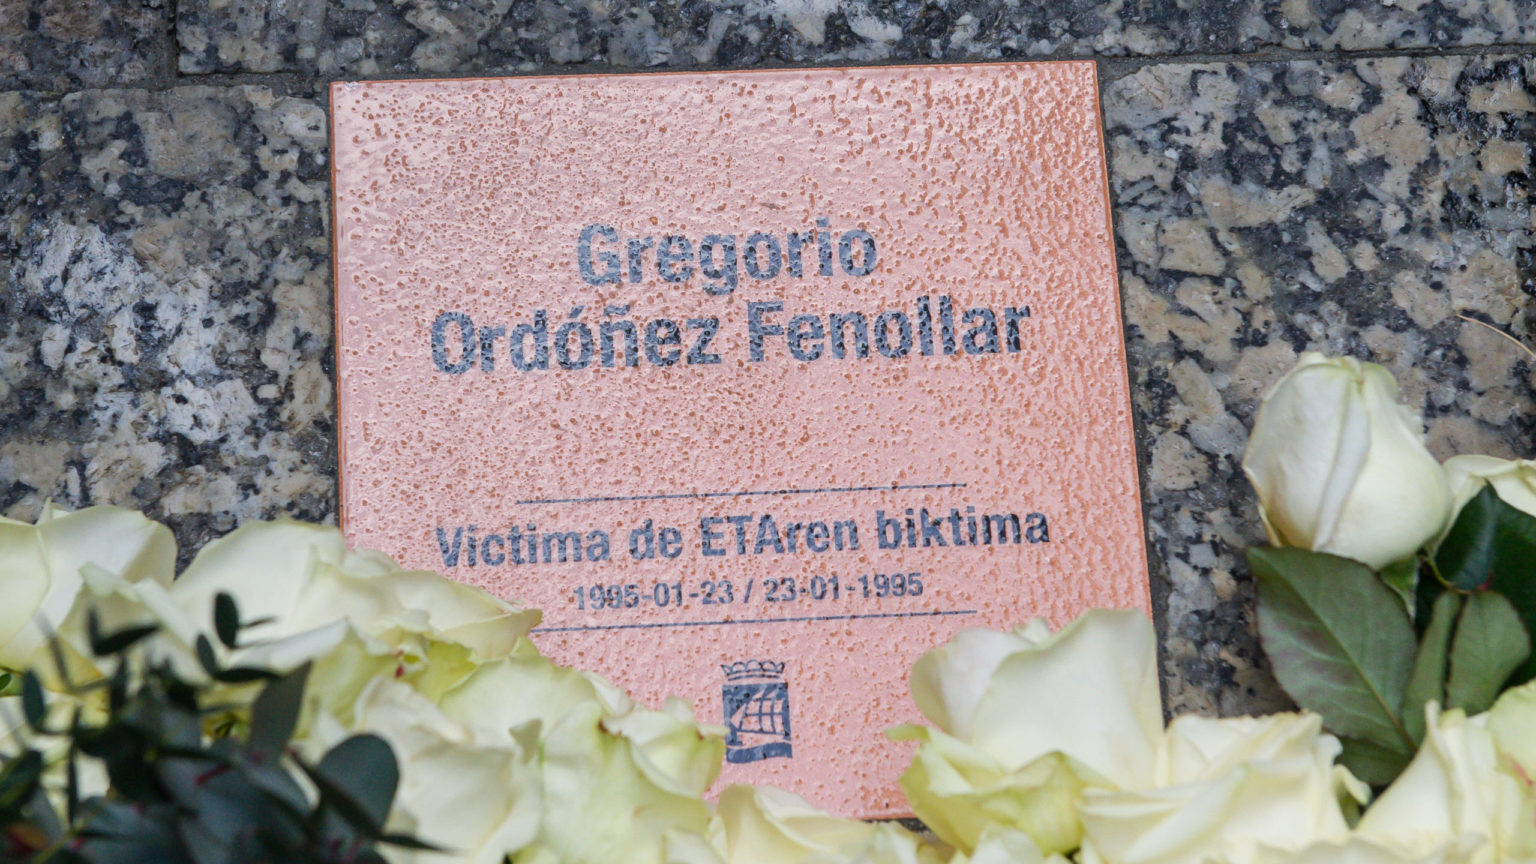 Gregorio
Ordóñez Fenollar
Víctima de ETAren biktima
1995-01-23 / 23-01-1995